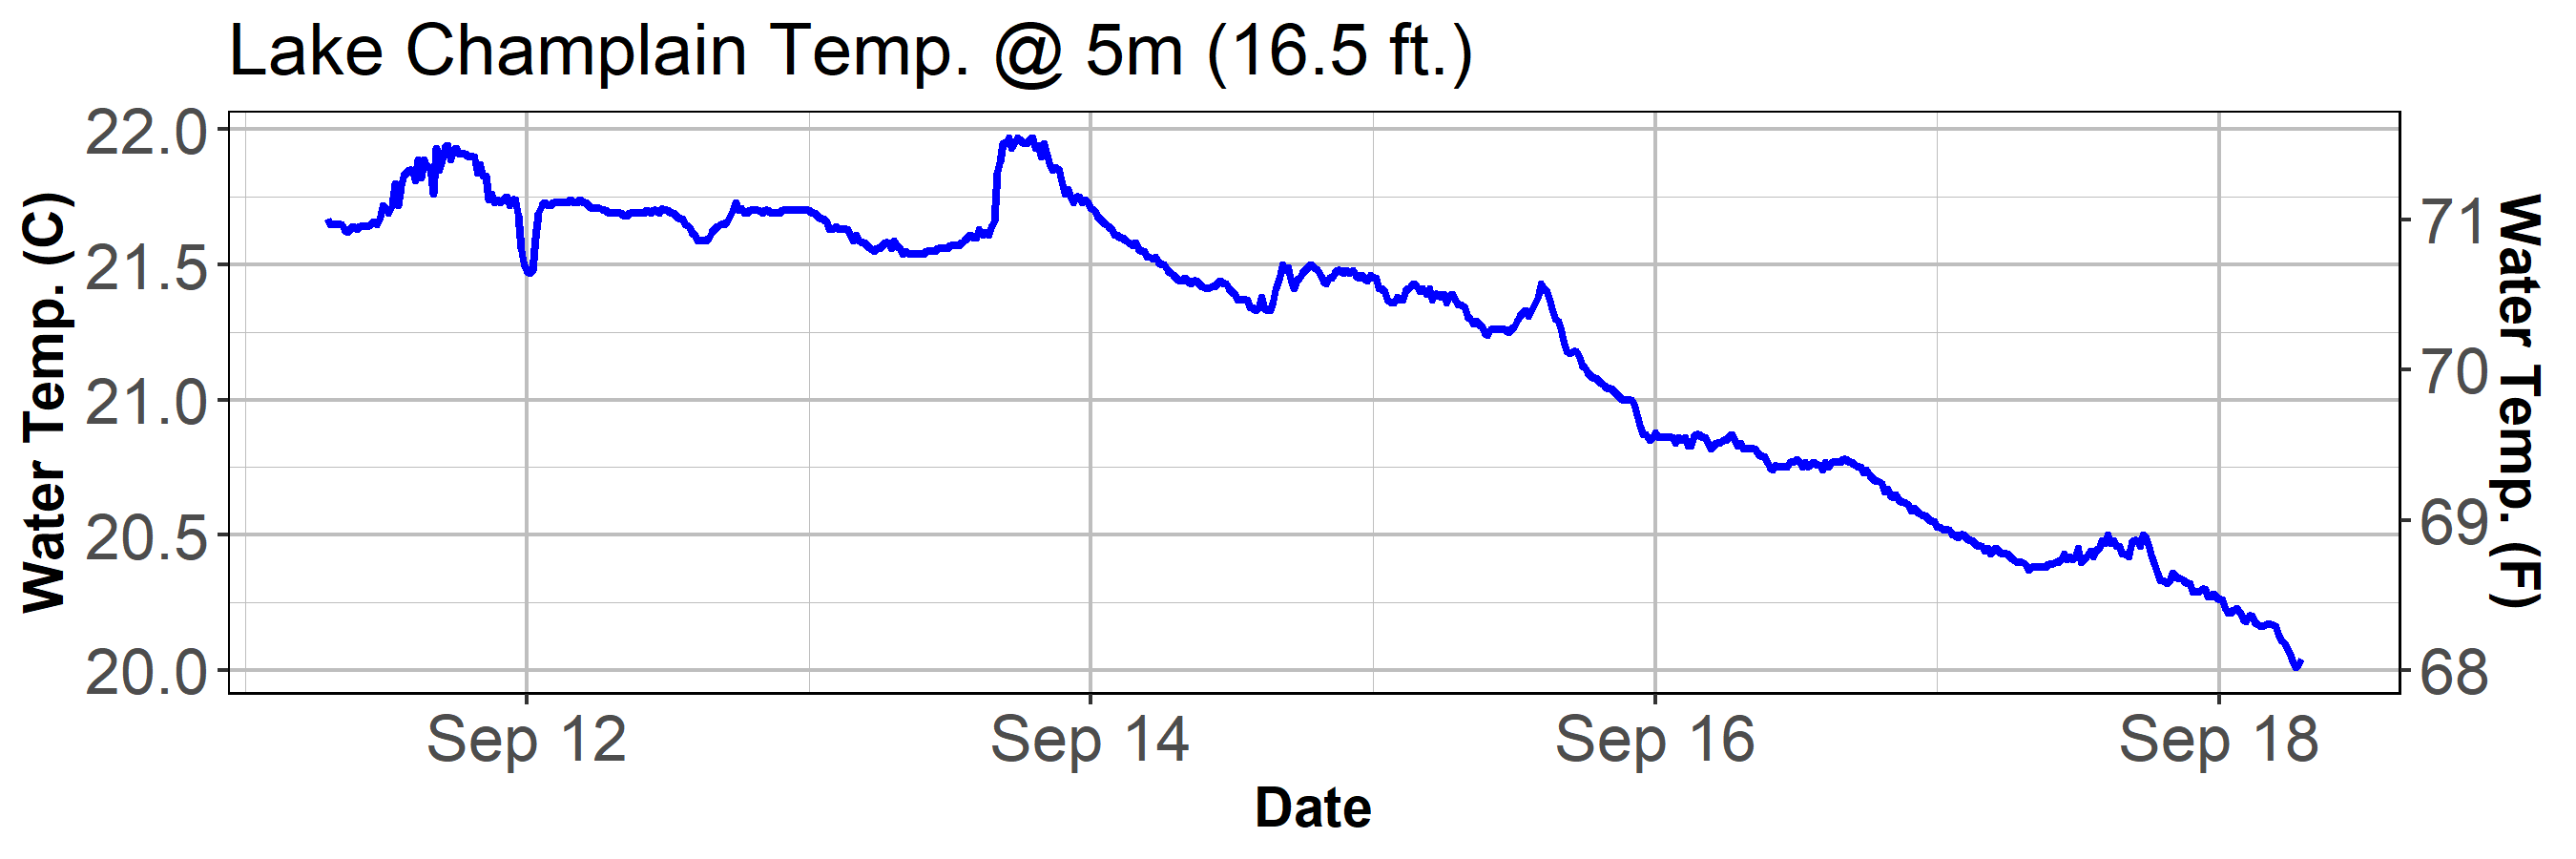 Lake Champlain Temp. @ 5m (16.5 ft.)
Water Temp. (C)
22.0
21.5
21.0
20.5
20.0
71
70
69
68
Water Temp. (F)
Sep 12
Sep 14
Sep 16
Sep 18
Date